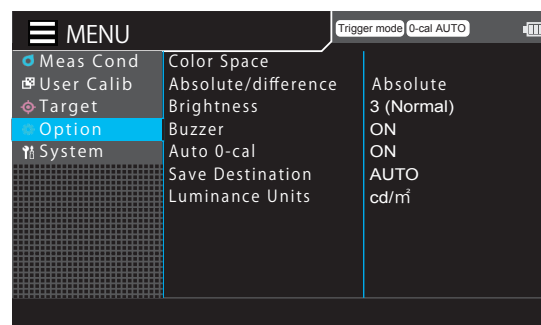 MENU
Trigger mode 0-cal AUTO
Meas Cond
User Calib
Target
Option
System
Color Space
Absolute/difference Absolute
Brightness 3 (Normal)
Buzzer ON
Auto 0-cal ON
Save Destination AUTO
Luminance Units cd/㎡